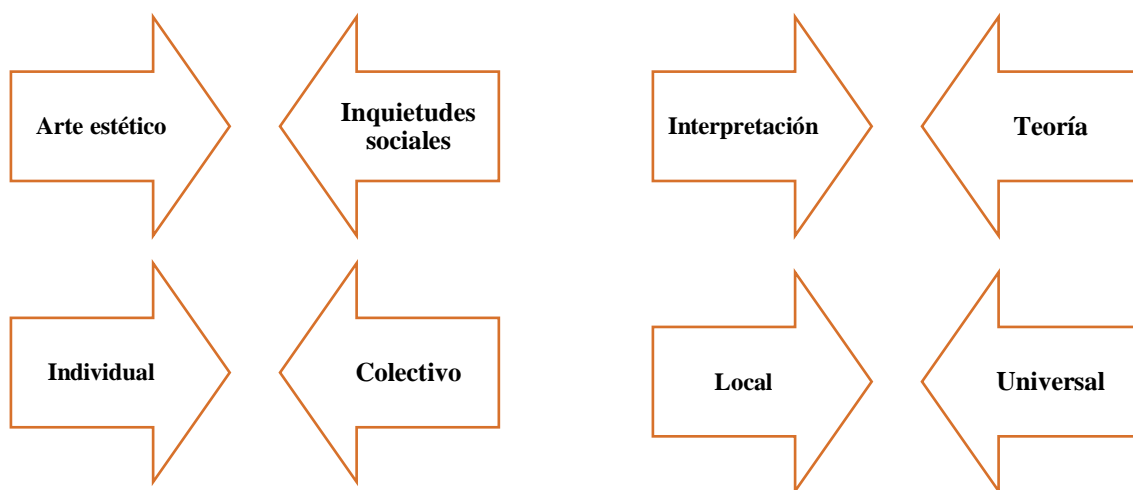 Arte estético
Inquietudes
sociales
Interpretación
Teoría
Individual
Colectivo
Local
Universal